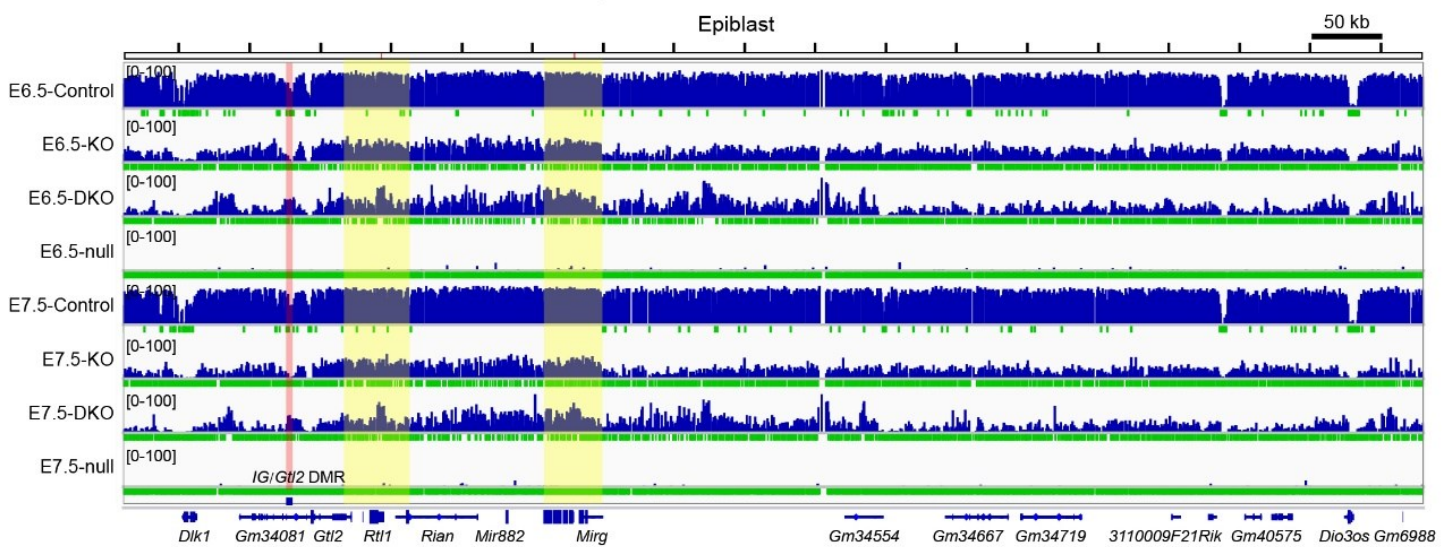 Epiblast
50 kb
E6.5-Control [0-100]
E6.5-KO [0-100]
E6.5-DKO [0-100]
E6.5-null [0-100]
E7.5-Control [0-100]
E7.5-KO [0-100]
E7.5-DKO [0-100]
E7.5-null [0-100]
IG/Gtl2 DMR
Dlk1 Gm34081 Gtl2 Rtl1 Rian Mir882 Mirg Gm34554 Gm34667 Gm34719 3110009F21Rik Gm40575 Dio3os Gm6988